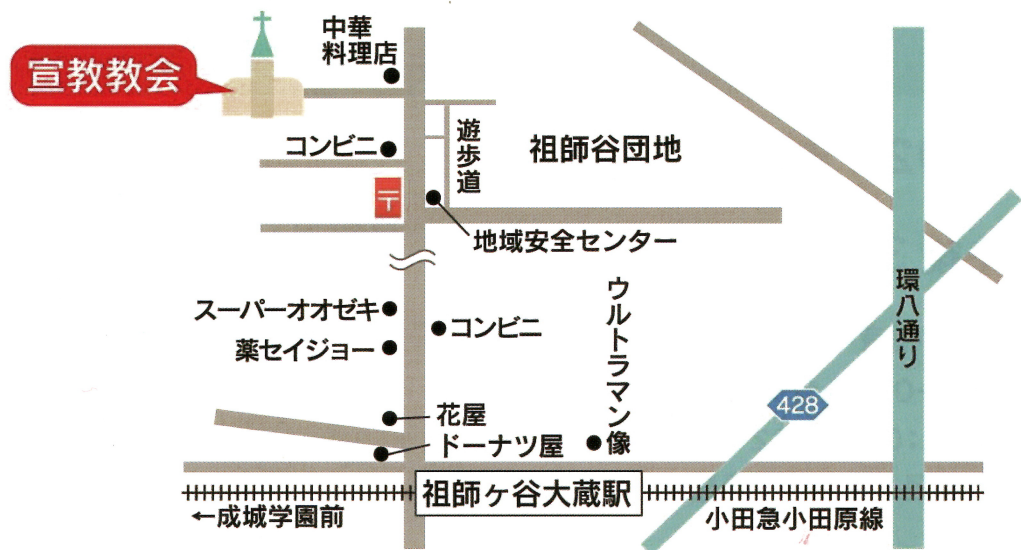 中華
料理店
宣教教会
コンビニ
遊歩道
祖師谷団地
〒
地域安全センター
スーパーオオゼキ
コンビニ
薬セイジョー
ウルトラマン像
環八通り
428
花屋
ドーナツ屋
祖師ヶ谷大蔵駅
←成城学園前
小田急小田原線